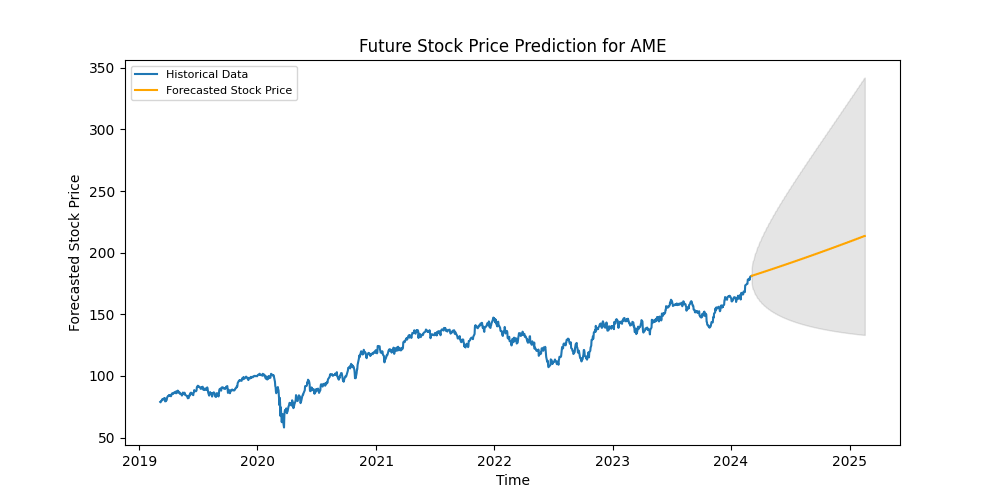 Future Stock Price Prediction for AME
Historical Data
Forecasted Stock Price
350
300
250
200
150
100
50
Forecasted Stock Price
2019 2020 2021 2022 2023 2024 2025
Time